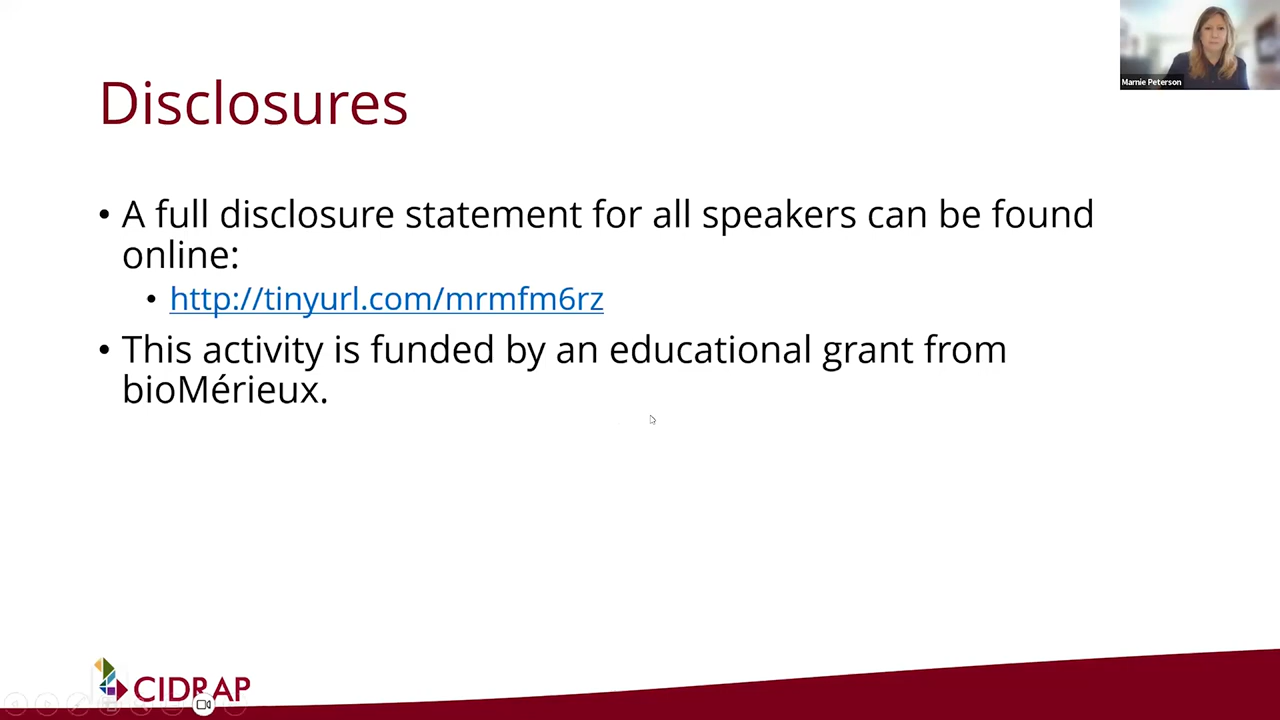 Marnie Peterson
Disclosures
• A full disclosure statement for all speakers can be found
online:
• http://tinyurl.com/mrmfm6rz
• This activity is funded by an educational grant from
bioMérieux.
CIDRAP